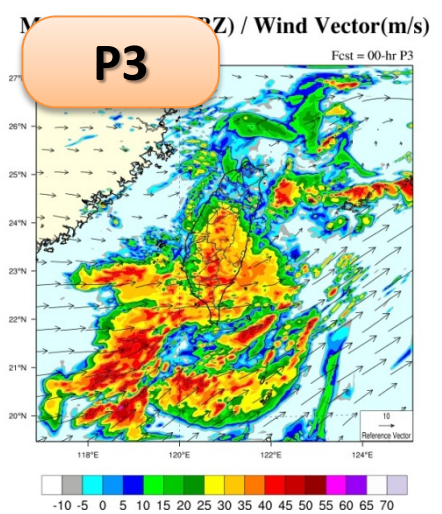 P3
BZ) / Wind Vector(m/s)
Fcst = 00-hr P3
27°
26°N
25°N
24°N
23°N
22°N
21°N
20°N
10
Reference Vector
118°E 120°E 122°E 124°E
-10 -5 0 5 10 15 20 25 30 35 40 45 50 55 60 65 70